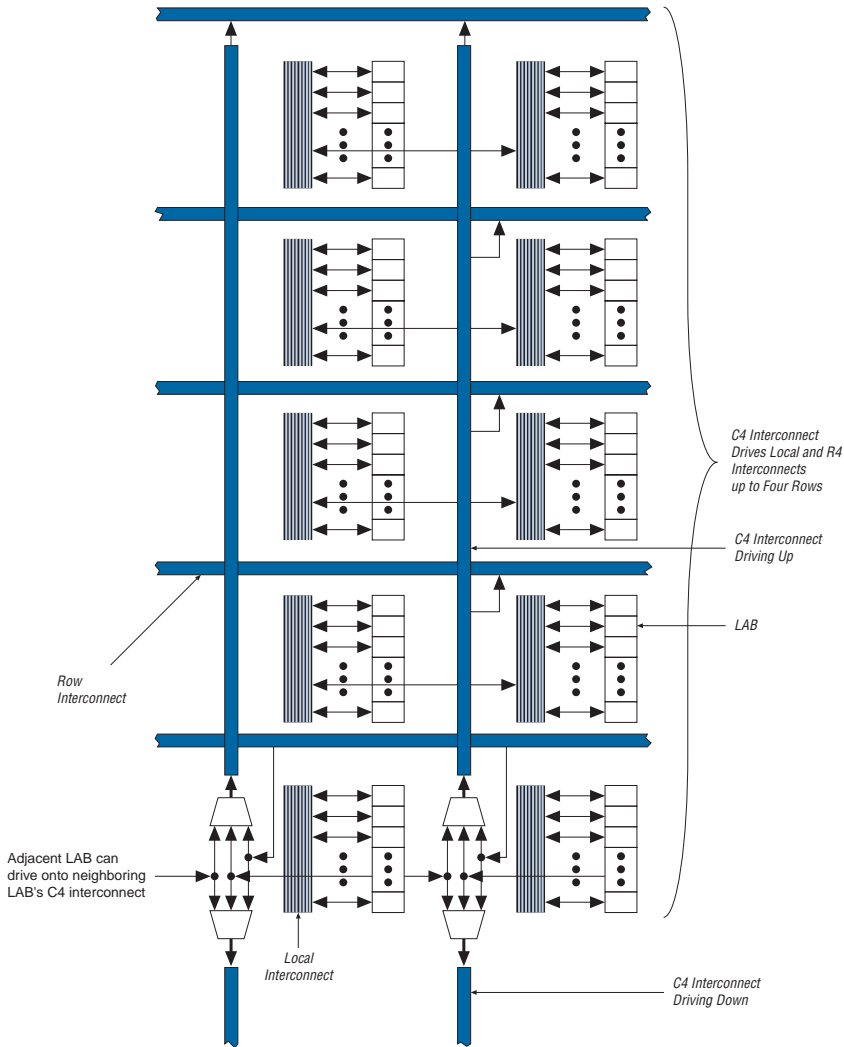 C4 Interconnect
Drives Local and R4
Interconnects
up to Four Rows
C4 Interconnect
Driving Up
LAB
Row
Interconnect
Adjacent LAB can
drive onto neighboring
LAB's C4 interconnect
Local
Interconnect
C4 Interconnect
Driving Down